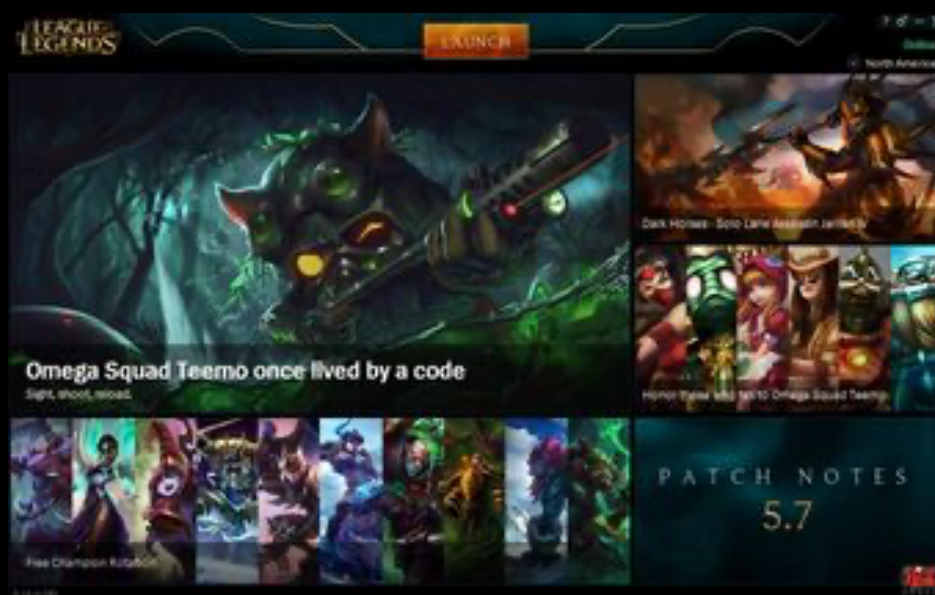 LEAGUE
of
LEGENDS
LAUNCH
Online
North America
Omega Squad Teemo once lived by a code
Sight, shoot, reload.
Dark Horses - Solo Lane Assassin Jarvan IV
Honor those who fell to Omega Squad Teemo
Free Champion Rotation
PATCH NOTES
5.7